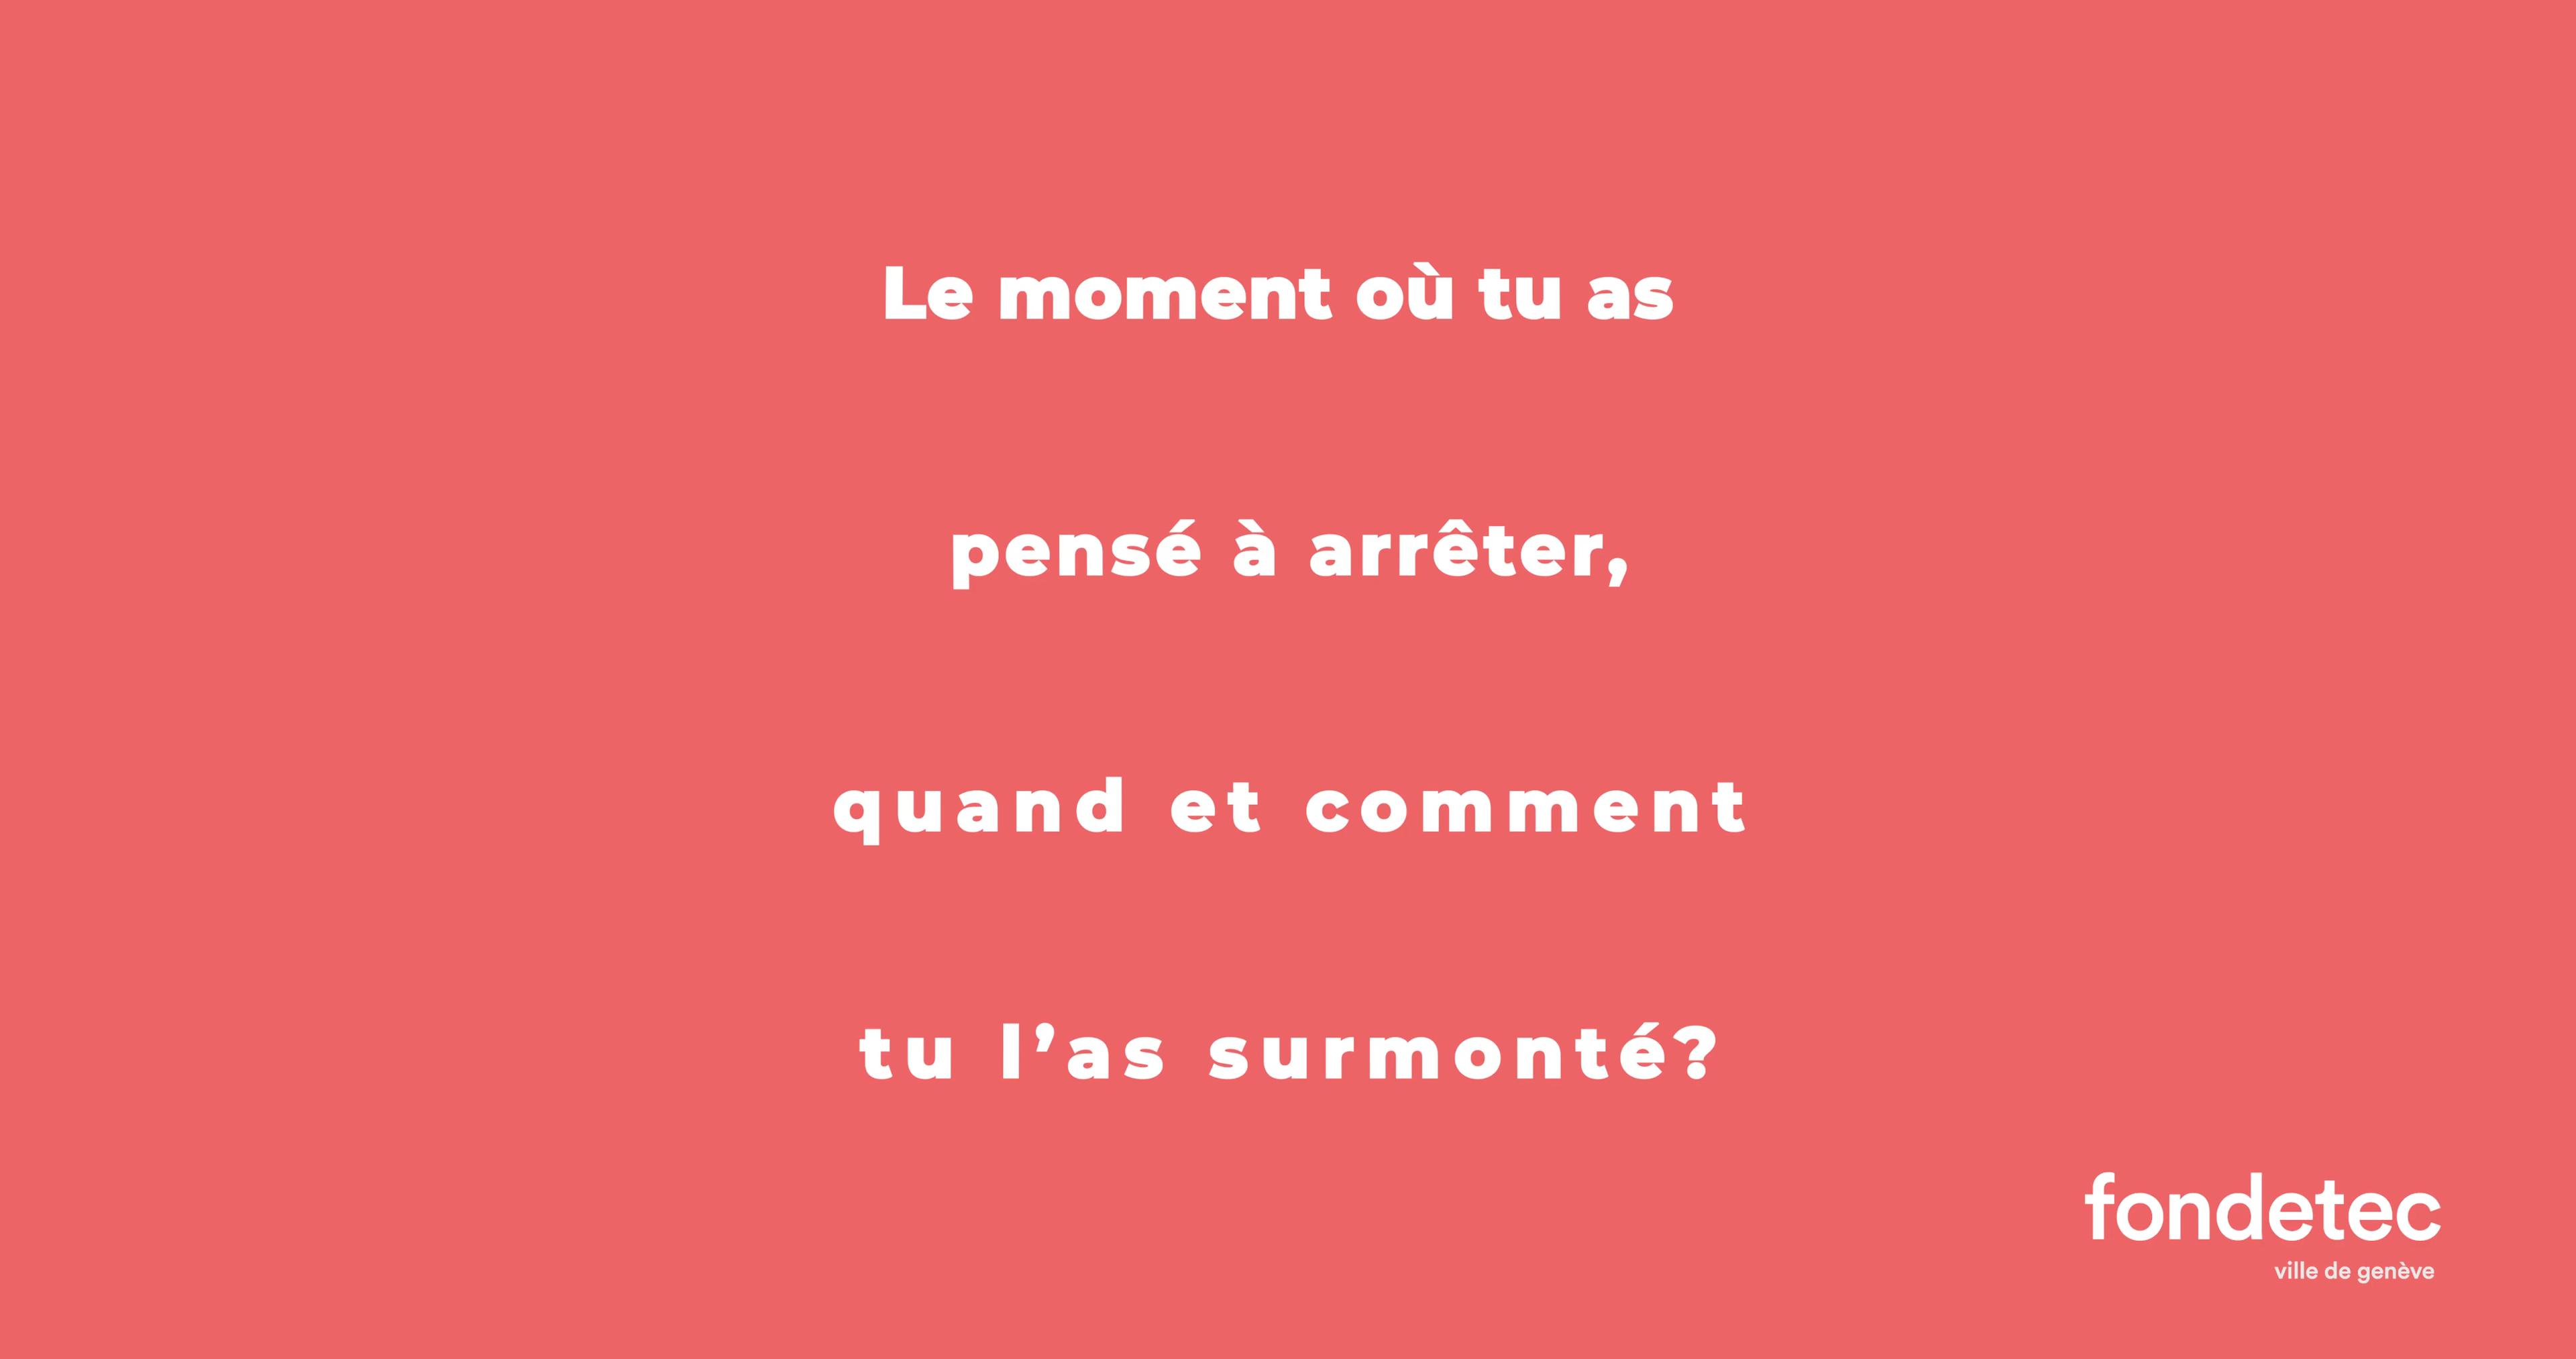 Le moment où tu as
pensé à arrêter,
quand et comment
tu l’as surmonté?
fondetec
ville de genève